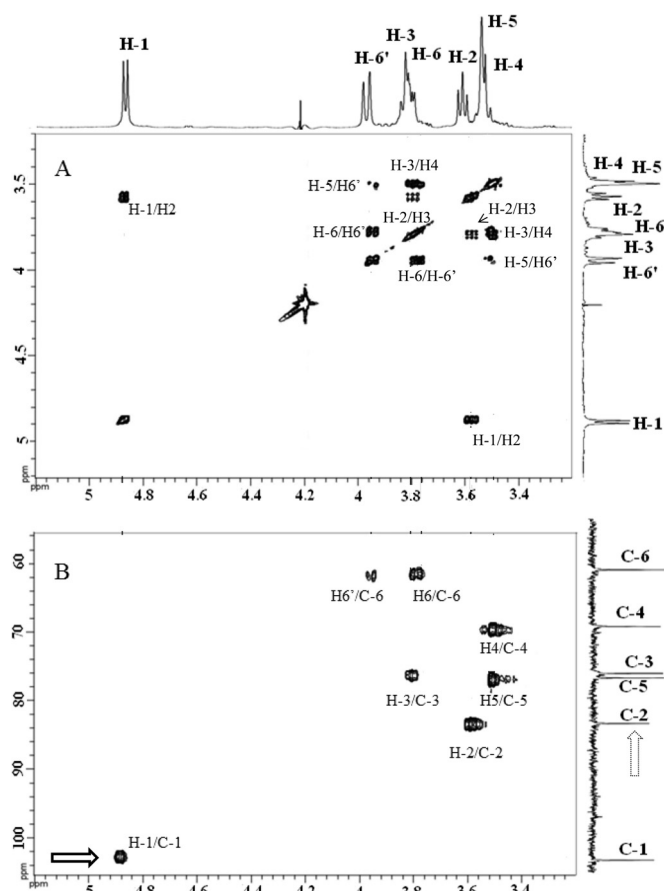 H-1
H-6'
H-3
H-6
H-2
H-5
H-4
A
H-1/H2
H-5/H6'
H-3/H4
H-6/H6'
H-2/H3
H-2/H3
H-3/H4
H-6/H-6'
H-5/H6'
H-1/H2
3.5
4
4.5
5
ppm
ppm 5 4.8 4.6 4.4 4.2 4 3.8 3.6 3.4
H-4
H-5
H-2
H-6
H-3
H-6'
H-1
B
H6'/C-6
H6/C-6
H4/C-4
H-3/C-3
H5/C-5
H-2/C-2
H-1/C-1
60
70
80
90
100
ppm
ppm 5 4.8 4.6 4.4 4.2 4 3.8 3.6 3.4
C-6
C-4
C-3
C-5
C-2
C-1